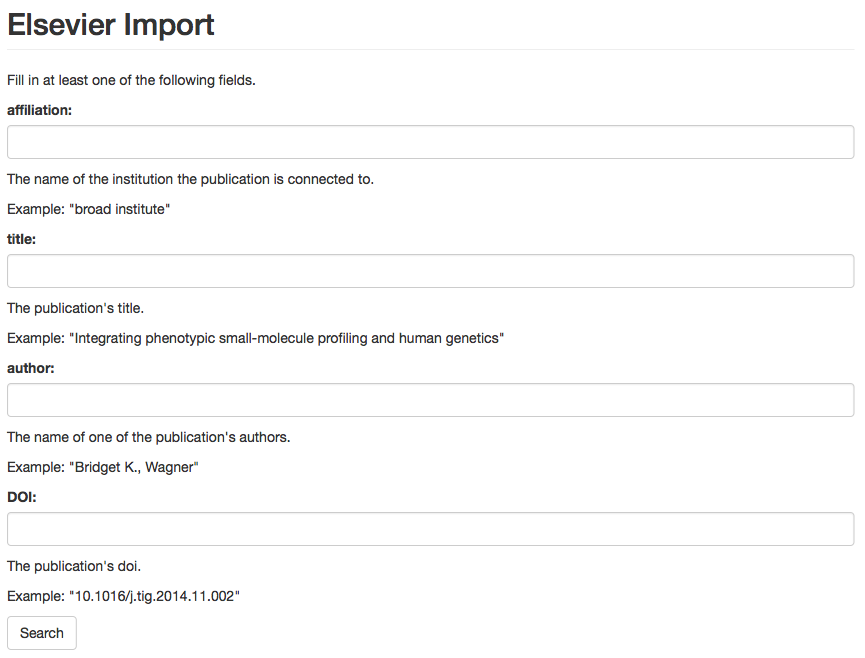 Elsevier Import
Fill in at least one of the following fields.
affiliation:
The name of the institution the publication is connected to.
Example: "broad institute"
title:
The publication's title.
Example: "Integrating phenotypic small-molecule profiling and human genetics"
author:
The name of one of the publication's authors.
Example: "Bridget K., Wagner"
DOI:
The publication's doi.
Example: "10.1016/j.tig.2014.11.002"
Search